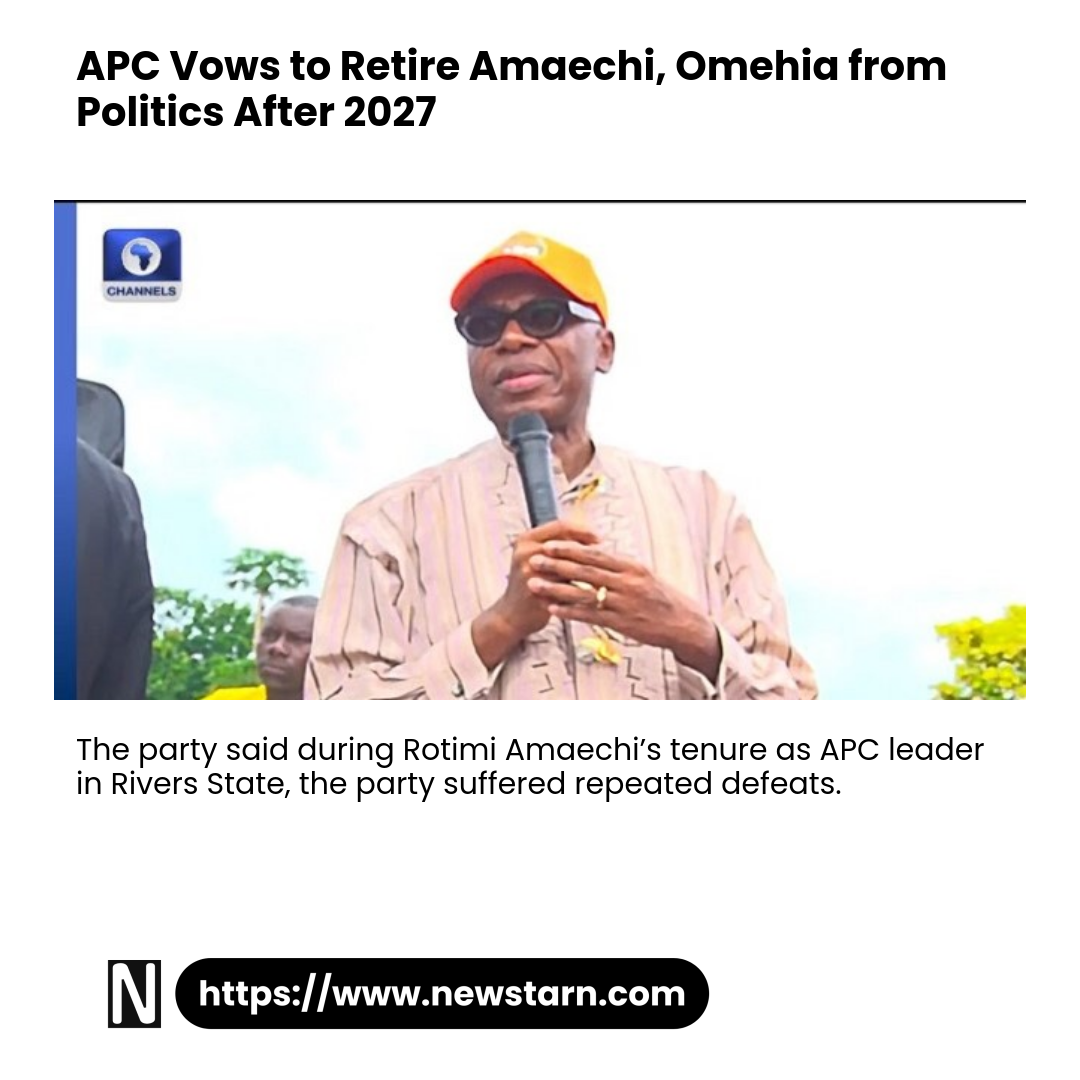 APC Vows to Retire Amaechi, Omehia from
Politics After 2027
CHANNELS
The party said during Rotimi Amaechi’s tenure as APC leader
in Rivers State, the party suffered repeated defeats.
N
https://www.newstarn.com